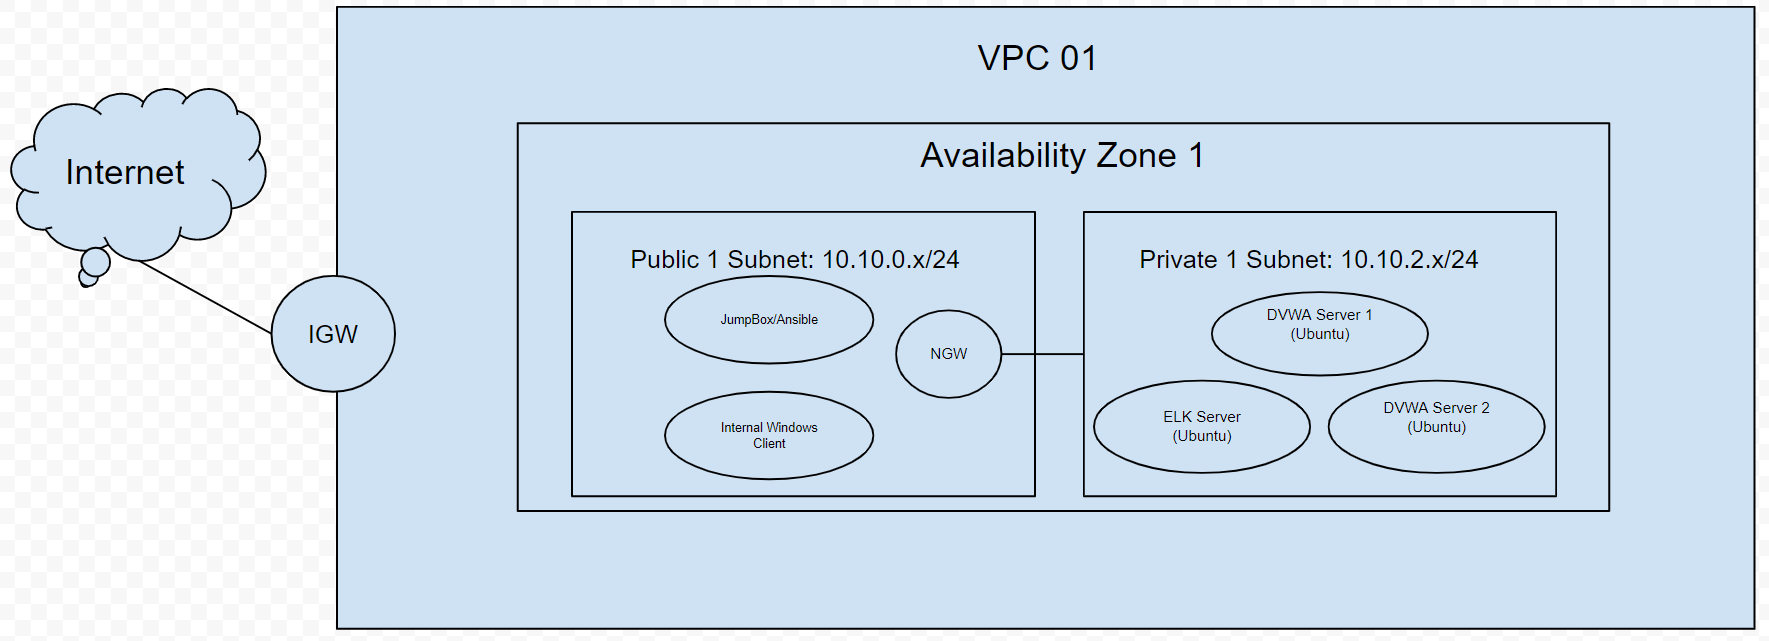 VPC 01
Internet
Availability Zone 1
IGW
Public 1 Subnet: 10.10.0.x/24
JumpBox/Ansible
NGW
Internal Windows
Client
Private 1 Subnet: 10.10.2.x/24
DVWA Server 1
(Ubuntu)
ELK Server
(Ubuntu)
DVWA Server 2
(Ubuntu)